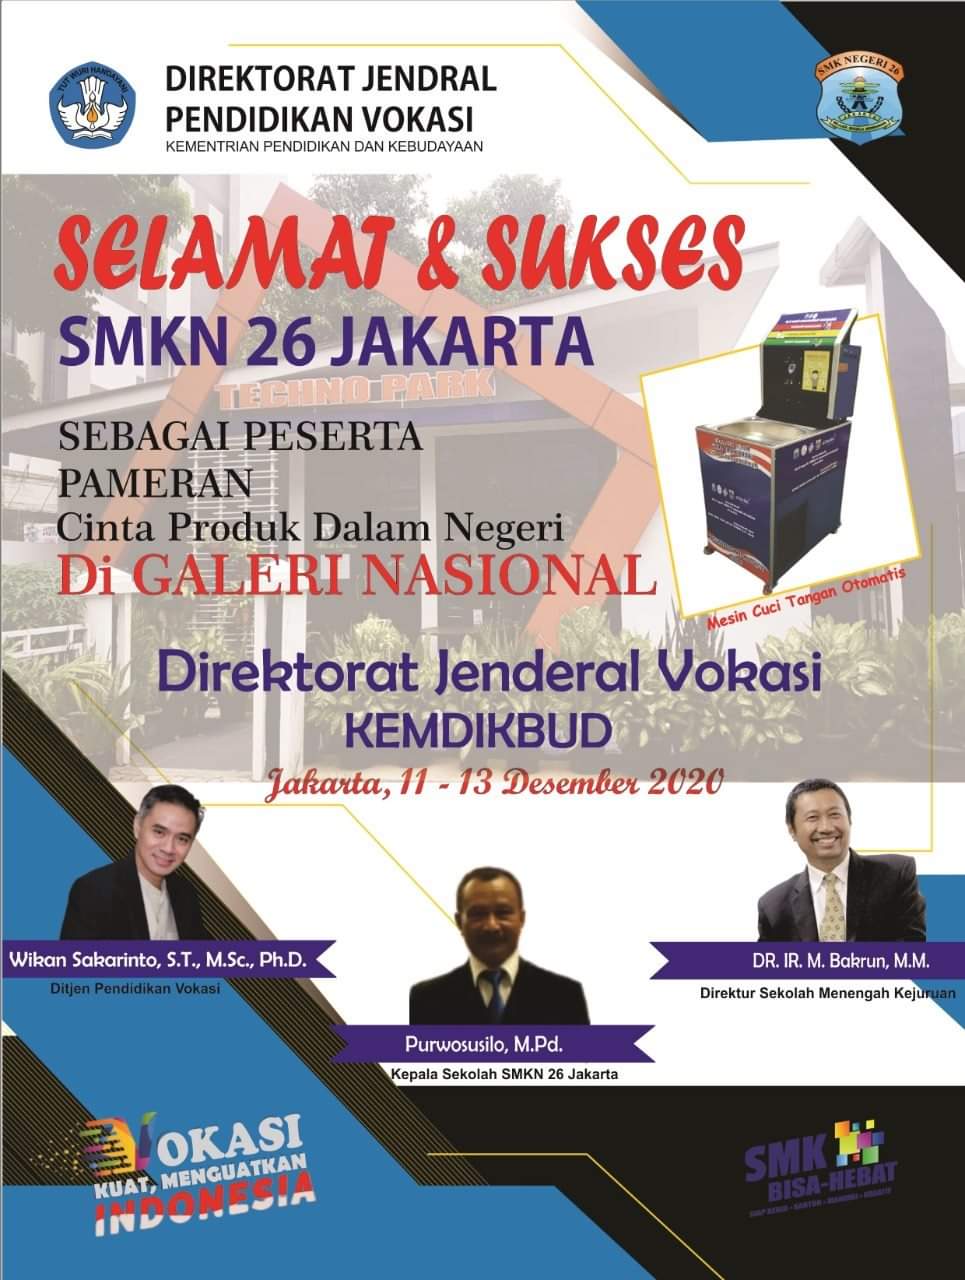 TUT WURI HANDAYANI
DIREKTORAT JENDRAL
PENDIDIKAN VOKASI
KEMENTRIAN PENDIDIKAN DAN KEBUDAYAAN
SMK NEGERI 26
SELAMAT & SUKSES
SMKN 26 JAKARTA
TECHNO PARK
SEBAGAI PESERTA
PAMERAN
Cinta Produk Dalam Negeri
Di GALERI NASIONAL
Mesin Cuci Tangan Otomatis
Direktorat Jenderal Vokasi
KEMDIKBUD
Jakarta, 11 - 13 Desember 2020
Wikan Sakarinto, S.T., M.Sc., Ph.D.
Ditjen Pendidikan Vokasi
DR. IR. M. Bakrun, M.M.
Direktur Sekolah Menengah Kejuruan
Purwosusilo, M.Pd.
Kepala Sekolah SMKN 26 Jakarta
VOKASI
KUAT, MENGUATKAN
INDONESIA
SMK
BISA-HEBAT